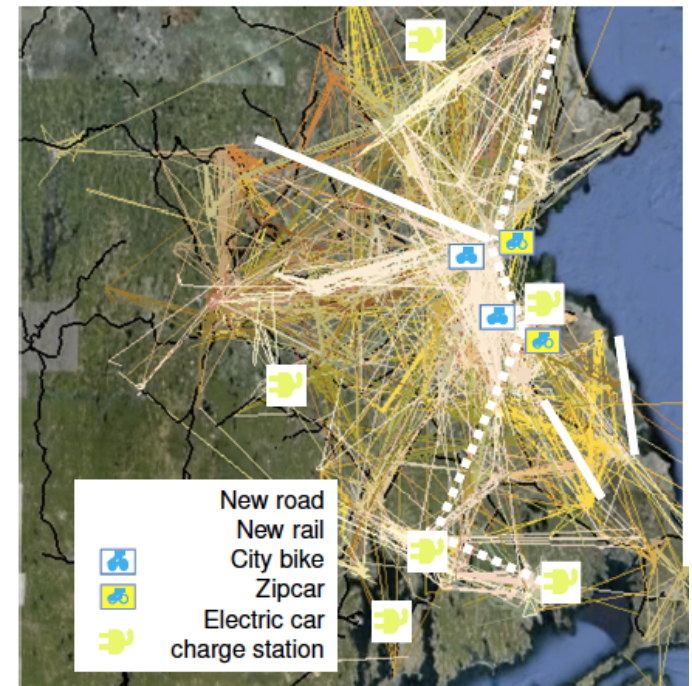 New road
New rail
City bike
Zipcar
Electric car
charge station